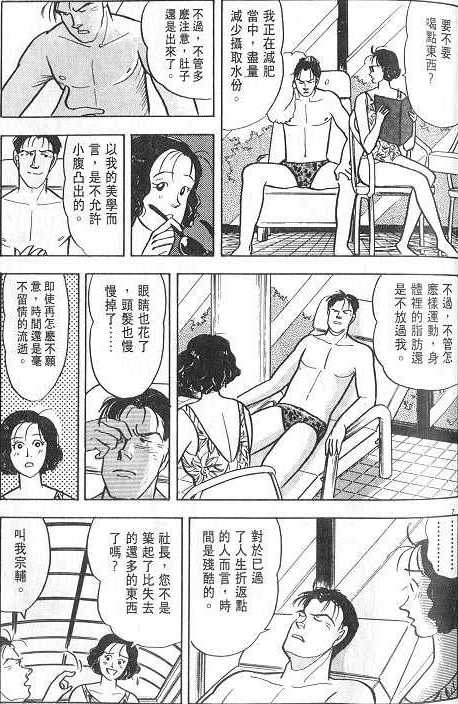 要不要
喝點東西?
我正在減肥
當中,盡量
減少攝取水份。
不過,不管多
麼注意,肚子
還是出來了。
以我的美學而
言,是不允許
小腹凸出的。
不過,不管怎
麼樣運動,身
體裡的脂肪還
是不放過我。
眼睛也花了
,頭髮也慢
慢掉了……
即使再怎麼不願
意,時間還是毫
不留情的流逝。
7
………
對於已過
了人生折返點
的人而言,時
間是殘酷的。
社長,您不是
築起了比失去
的還多的東西
了嗎?
叫我宗輔。